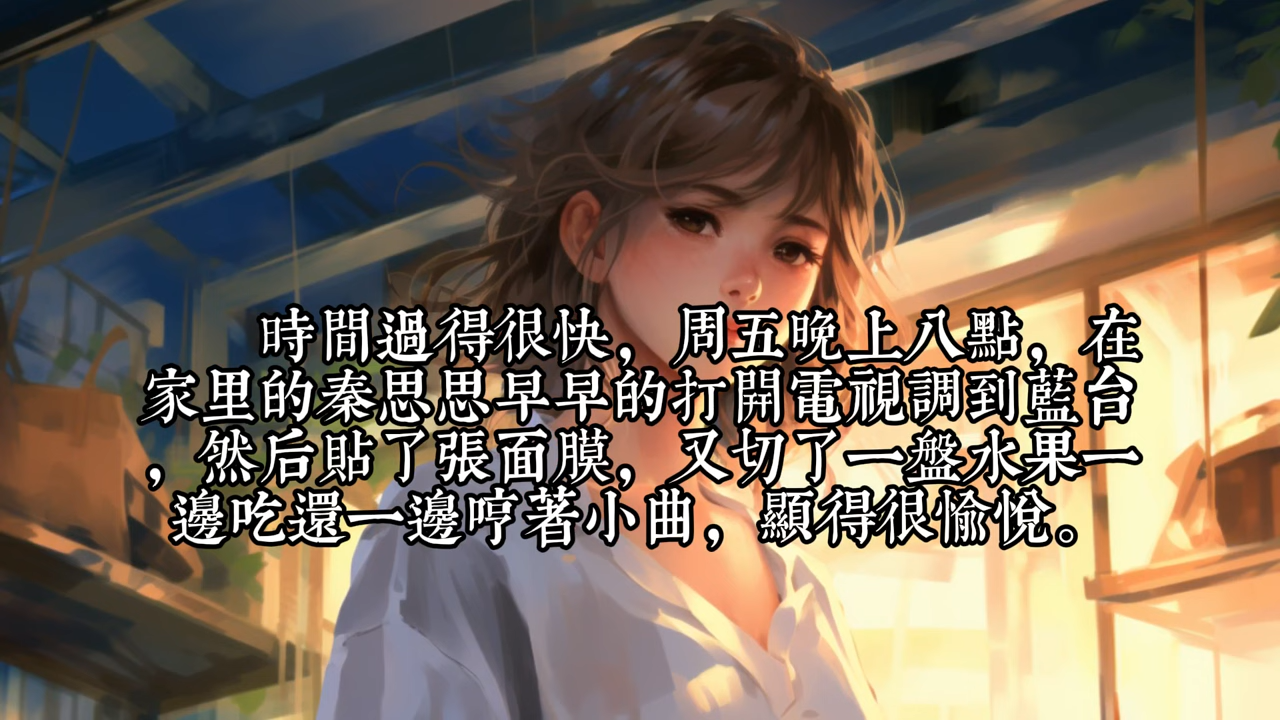 時間過得很快，周五晚上八點，在
家里的秦思思早早的打開電視調到藍台
，然后貼了張面膜，又切了一盤水果一
邊吃還一邊哼著小曲，顯得很愉悅。